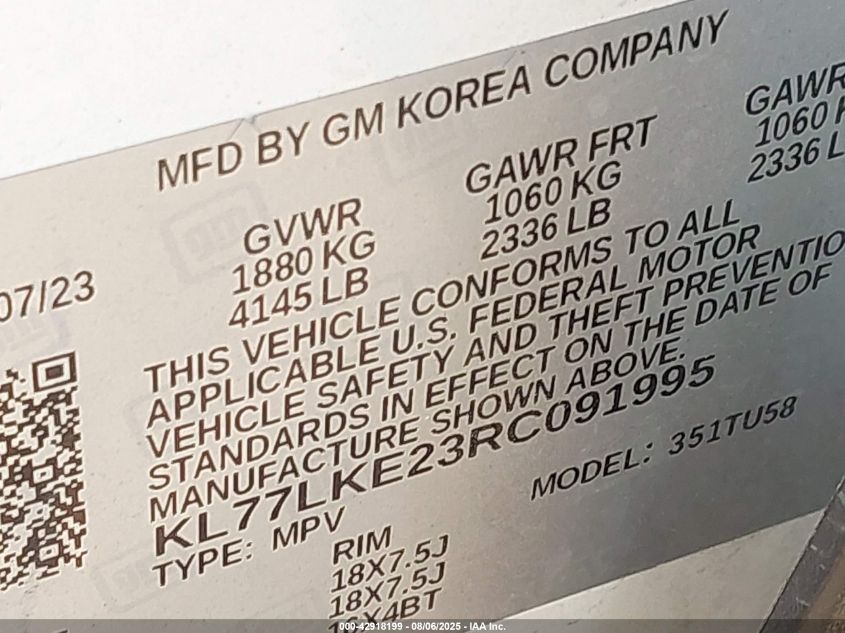 MFD BY GM KOREA COMPANY
07/23
GVWR
1880 KG
4145 LB
GAWR FRT
1060 KG
2336 LB
GAWR
1060 K
2336 L
THIS VEHICLE CONFORMS TO ALL
APPLICABLE U.S. FEDERAL MOTOR
VEHICLE SAFETY AND THEFT PREVENTIO
STANDARDS IN EFFECT ON THE DATE OF
MANUFACTURE SHOWN ABOVE.
KL77LKE23RC091995
TYPE: MPV
MODEL: 351TU58
RIM
18X7.5J
18X7.5J
000-42918199 - 08/06/2025 - IAA Inc.